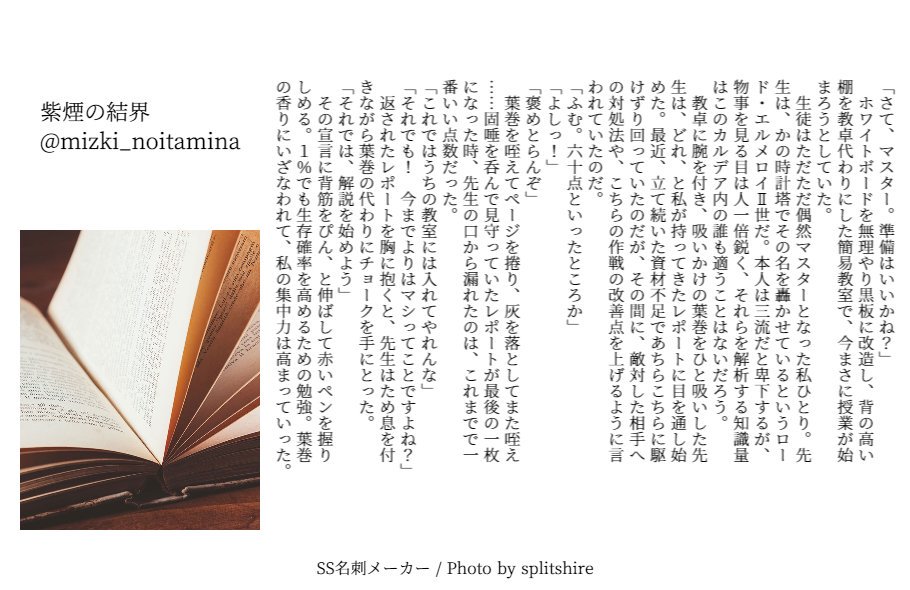 紫煙の結界
@mizki_noitamina
「さて、マスター。準備はいいかね？」
　ホワイトボードを無理やり黒板に改造し、背の高い
棚を教卓代わりにした簡易教室で、今まさに授業が始
まろうとしていた。
　生徒はただただ偶然マスターとなった私ひとり。先
生は、かの時計塔でその名を轟かせているというロー
ド・エルメロイⅡ世だ。本人は三流だと卑下するが、
物事を見る目は人一倍鋭く、それらを解析する知識量
はこのカルデア内の誰も適うことはないだろう。
　教卓に腕を付き、吸いかけの葉巻をひと吸いした先
生は、どれ、と私が持ってきたレポートに目を通し始
めた。最近、立て続いた資材不足であちらこちらに駆
けずり回っていたのだが、その間に、敵対した相手へ
の対処法や、こちらの作戦の改善点を上げるように言
われていたのだ。
「ふむ。六十点といったところか」
「よしっ！」
「褒めとらんぞ」
　葉巻を咥えてページを捲り、灰を落としてまた咥え
……固唾を呑んで見守っていたレポートが最後の一枚
になった時、先生の口から漏れたのは、これまでで一
番いい点数だった。
「これではうちの教室には入れてやれんな」
「それでも！　今までよりはマシってことですよね？」
　返されたレポートを胸に抱くと、先生はため息を付
きながら葉巻の代わりにチョークを手にとった。
「それでは、解説を始めよう」
　その宣言に背筋をぴん、と伸ばして赤いペンを握り
しめる。１％でも生存確率を高めるための勉強。葉巻
の香りにいざなわれて、私の集中力は高まっていった。
SS名刺メーカー / Photo by splitshire